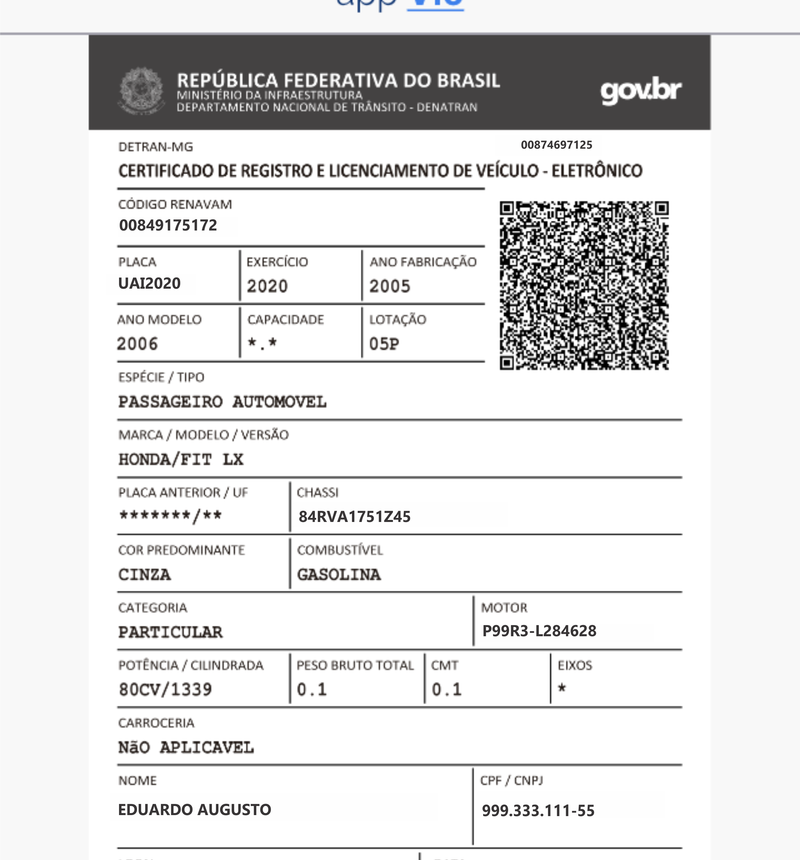 app Vio
REPÚBLICA FEDERATIVA DO BRASIL
MINISTÉRIO DA INFRAESTRUTURA
DEPARTAMENTO NACIONAL DE TRÂNSITO - DENATRAN
gov.br
DETRAN-MG
00874697125
CERTIFICADO DE REGISTRO E LICENCIAMENTO DE VEÍCULO - ELETRÔNICO
CÓDIGO RENAVAM
00849175172
PLACA EXERCÍCIO ANO FABRICAÇÃO
UAI2020 2020 2005
ANO MODELO CAPACIDADE LOTAÇÃO
2006 *.* 05P
ESPÉCIE / TIPO
PASSAGEIRO AUTOMOVEL
MARCA / MODELO / VERSÃO
HONDA/FIT LX
PLACA ANTERIOR / UF CHASSI
*******/** 84RVA1751Z45
COR PREDOMINANTE COMBUSTÍVEL
CINZA GASOLINA
CATEGORIA MOTOR
PARTICULAR P99R3-L284628
POTÊNCIA / CILINDRADA PESO BRUTO TOTAL CMT EIXOS
80CV/1339 0.1 0.1 *
CARROCERIA
NãO APLICAVEL
NOME CPF / CNPJ
EDUARDO AUGUSTO 999.333.111-55